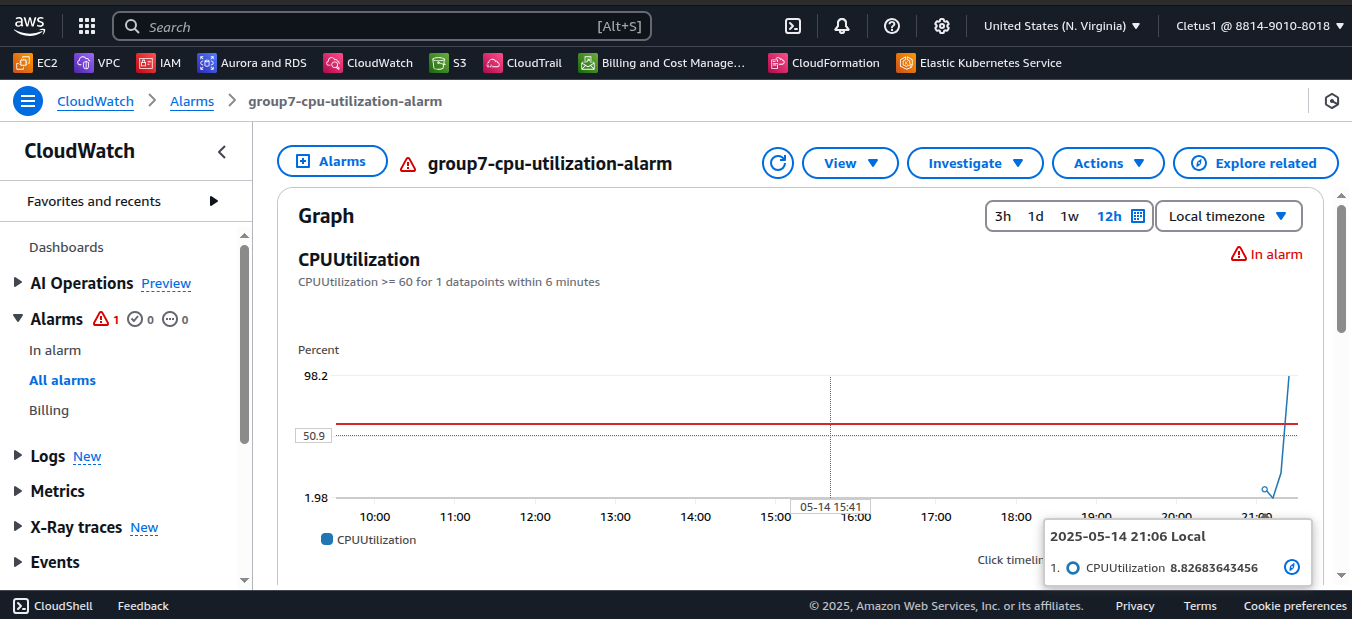 aws
Search [Alt+S]
United States (N. Virginia)
Cletus1 @ 8814-9010-8018
EC2 VPC IAM Aurora and RDS CloudWatch S3 CloudTrail Billing and Cost Manage... CloudFormation Elastic Kubernetes Service
CloudWatch Alarms group7-cpu-utilization-alarm
CloudWatch
Favorites and recents
Dashboards
AI Operations Preview
Alarms 1 0 0
In alarm
All alarms
Billing
Logs New
Metrics
X-Ray traces New
Events
Alarms
group7-cpu-utilization-alarm
View Investigate Actions Explore related
Graph
3h 1d 1w 12h Local timezone
CPUUtilization
In alarm
CPUUtilization >= 60 for 1 datapoints within 6 minutes
Percent
98.2
50.9
1.98
05-14 15:41
10:00 11:00 12:00 13:00 14:00 15:00 16:00 17:00 18:00 19:00 20:00
CPUUtilization
Click
2025-05-14 21:06 Local
1. CPUUtilization 8.82683643456
CloudShell Feedback
© 2025, Amazon Web Services, Inc. or its affiliates. Privacy Terms Cookie preferences